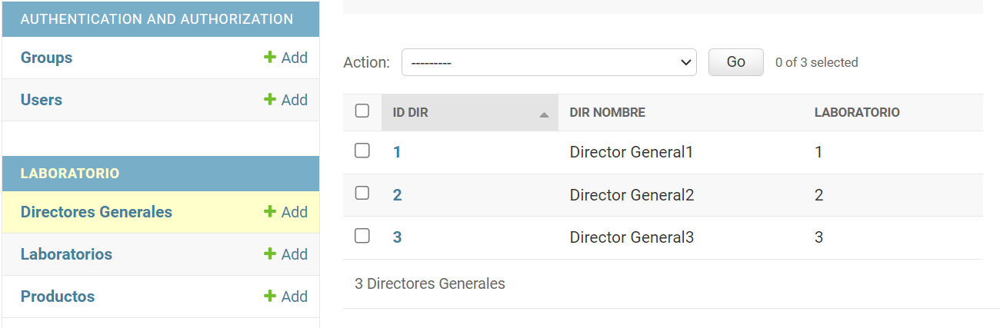 AUTHENTICATION AND AUTHORIZATION
Groups Add
Users Add
LABORATORIO
Directores Generales Add
Laboratorios Add
Productos Add
Action: --------- Go 0 of 3 selected
ID DIR DIR NOMBRE LABORATORIO
1 Director General1 1
2 Director General2 2
3 Director General3 3
3 Directores Generales